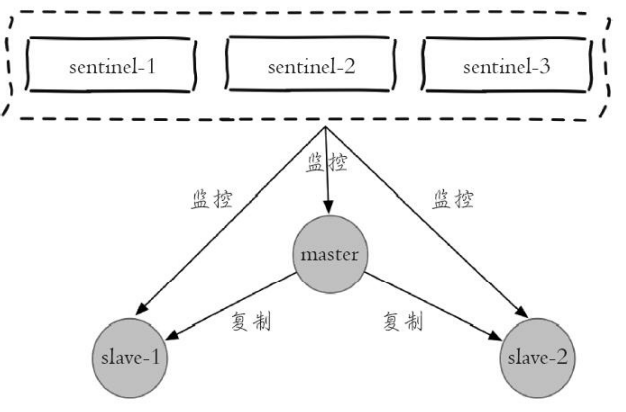 sentinel-1 sentinel-2 sentinel-3
监控
监控 监控
master
复制 复制
slave-1 slave-2